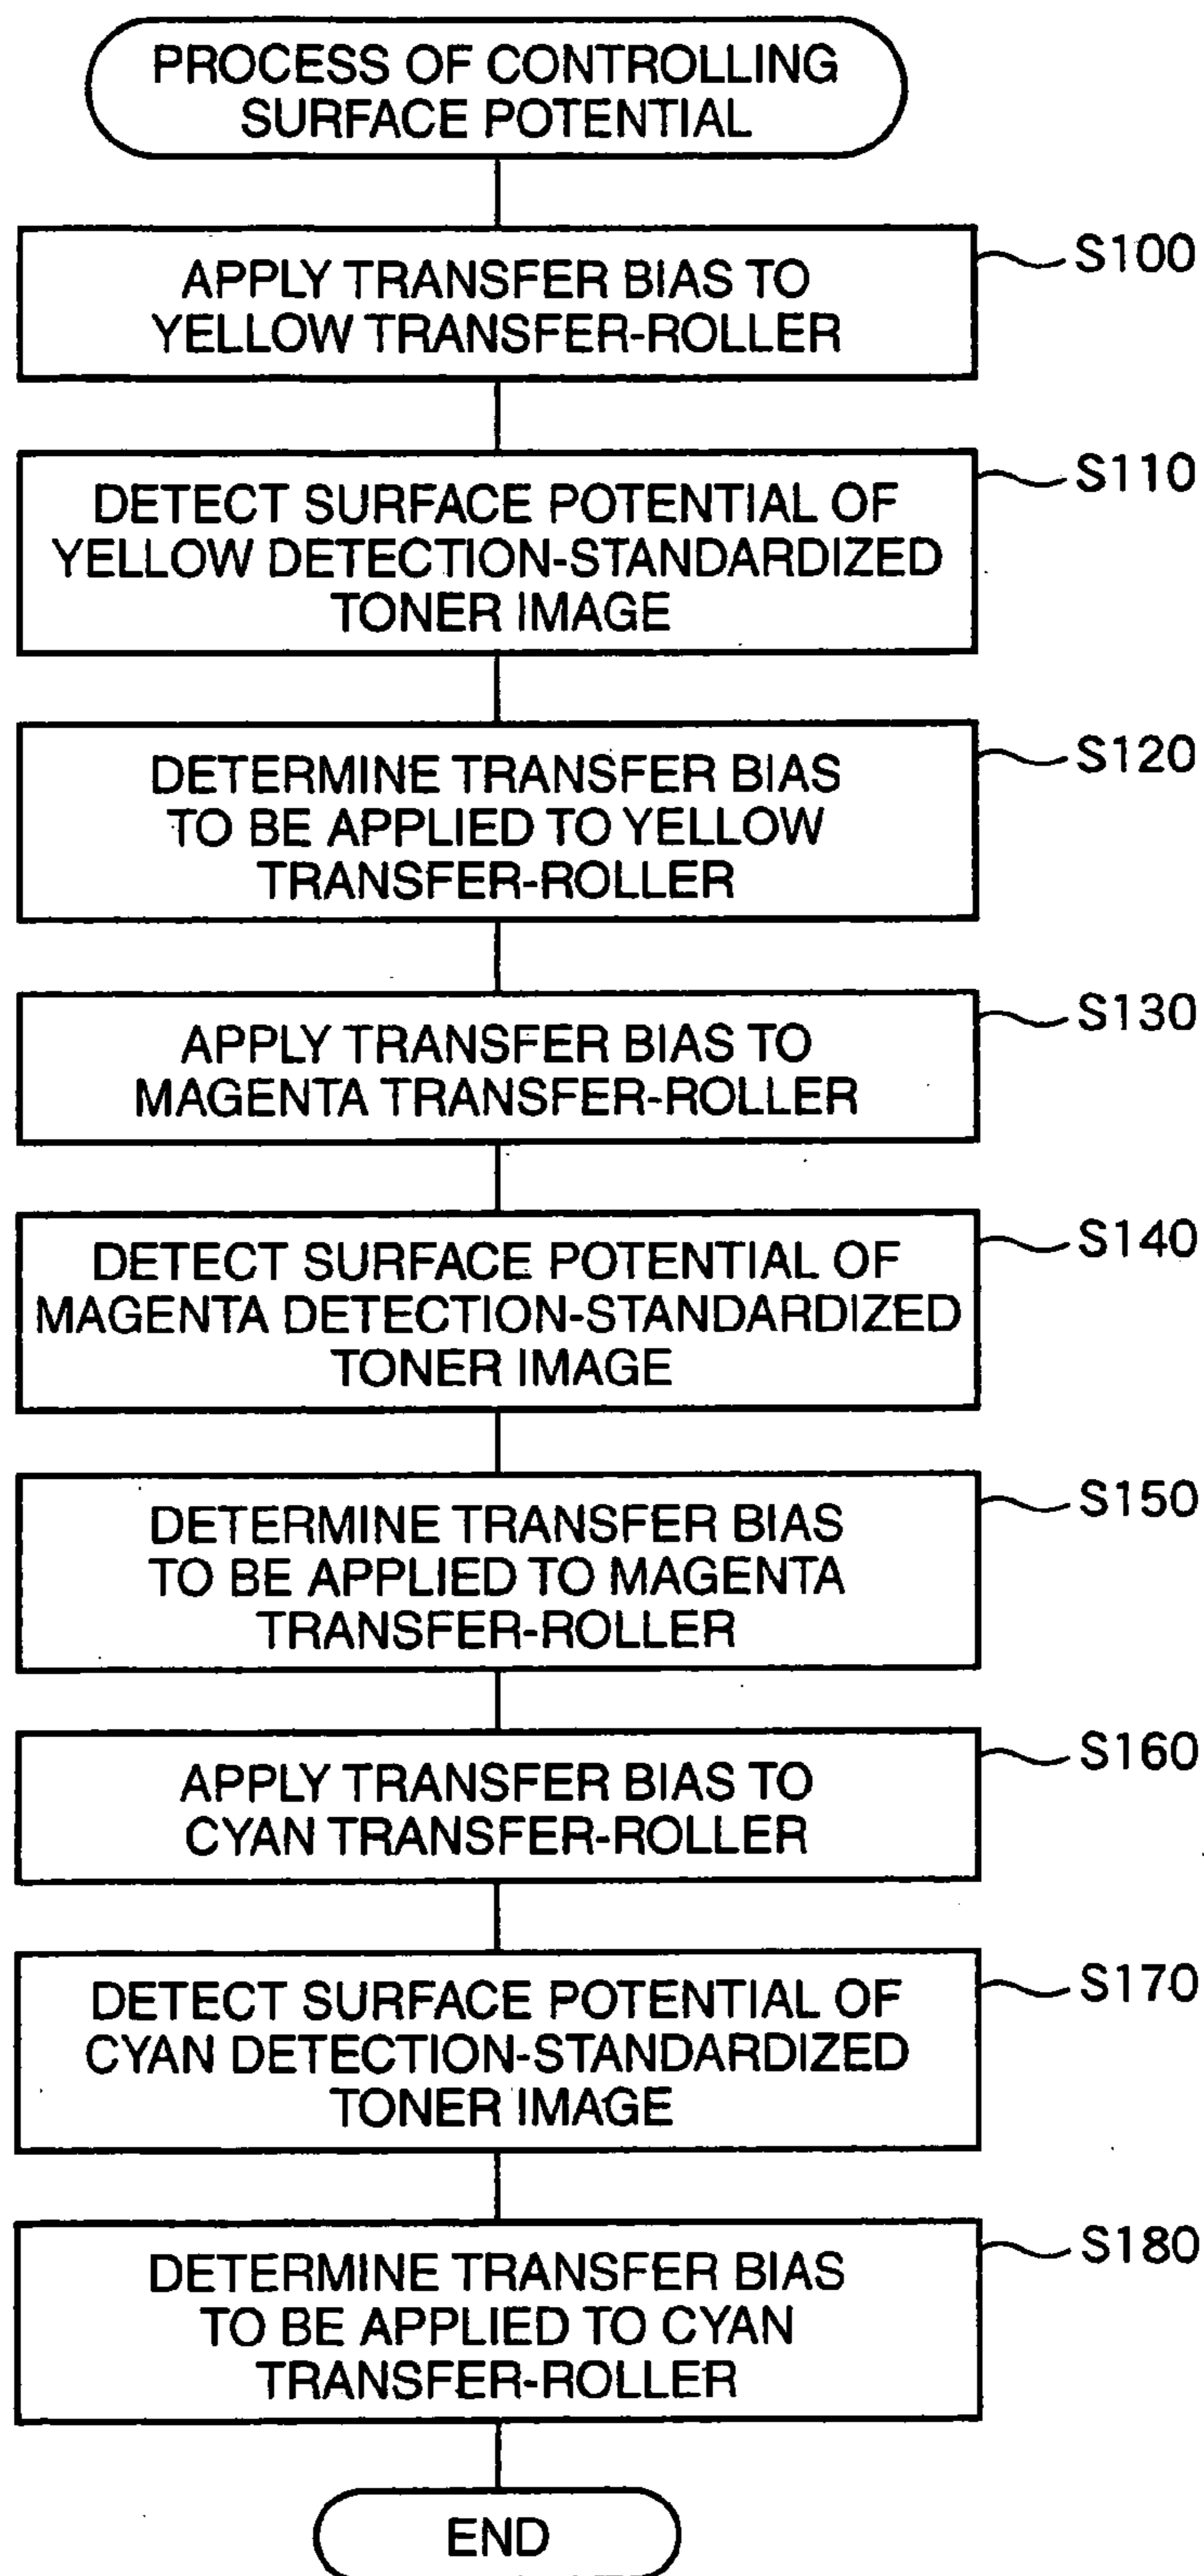 PROCESS OF CONTROLLING
SURFACE POTENTIAL
APPLY TRANSFER BIAS TO
YELLOW TRANSFER-ROLLER
S100
DETECT SURFACE POTENTIAL OF
YELLOW DETECTION-STANDARDIZED
TONER IMAGE
S110
DETERMINE TRANSFER BIAS
TO BE APPLIED TO YELLOW
TRANSFER-ROLLER
S120
APPLY TRANSFER BIAS TO
MAGENTA TRANSFER-ROLLER
S130
DETECT SURFACE POTENTIAL OF
MAGENTA DETECTION-STANDARDIZED
TONER IMAGE
S140
DETERMINE TRANSFER BIAS
TO BE APPLIED TO MAGENTA
TRANSFER-ROLLER
S150
APPLY TRANSFER BIAS TO
CYAN TRANSFER-ROLLER
S160
DETECT SURFACE POTENTIAL OF
CYAN DETECTION-STANDARDIZED
TONER IMAGE
S170
DETERMINE TRANSFER BIAS
TO BE APPLIED TO CYAN
TRANSFER-ROLLER
S180
END